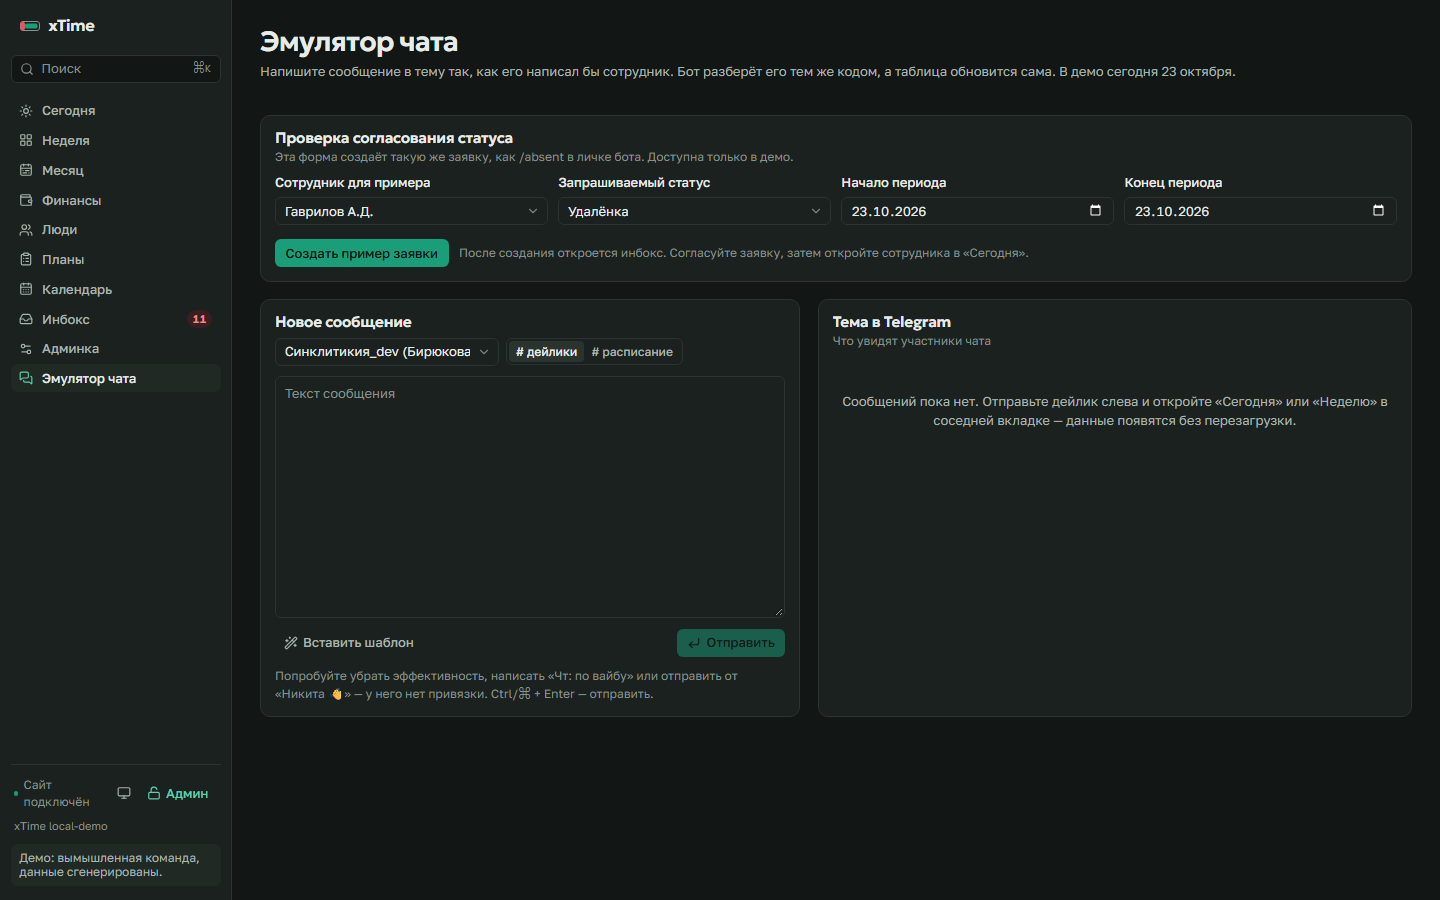 xTime
Поиск
⌘K
Сегодня
Неделя
Месяц
Финансы
Люди
Планы
Календарь
Инбокс
11
Админка
Эмулятор чата
Сайт
подключён
Админ
xTime local-demo
Демо: вымышленная команда,
данные сгенерированы.
Эмулятор чата
Напишите сообщение в тему так, как его написал бы сотрудник. Бот разберёт его тем же кодом, а таблица обновится сама. В демо сегодня 23 октября.
Проверка согласования статуса
Эта форма создаёт такую же заявку, как /absent в личке бота. Доступна только в демо.
Сотрудник для примера
Гаврилов А.Д.
Запрашиваемый статус
Удалёнка
Начало периода
23.10.2026
Конец периода
23.10.2026
Создать пример заявки
После создания откроется инбокс. Согласуйте заявку, затем откройте сотрудника в «Сегодня».
Новое сообщение
Синклитикия_dev (Бирюкова
# дейлики
# расписание
Текст сообщения
Вставить шаблон
Отправить
Попробуйте убрать эффективность, написать «Чт: по вайбу» или отправить от
«Никита 👋» — у него нет привязки. Ctrl/⌘ + Enter — отправить.
Тема в Telegram
Что увидят участники чата
Сообщений пока нет. Отправьте дейлик слева и откройте «Сегодня» или «Неделю» в
соседней вкладке — данные появятся без перезагрузки.